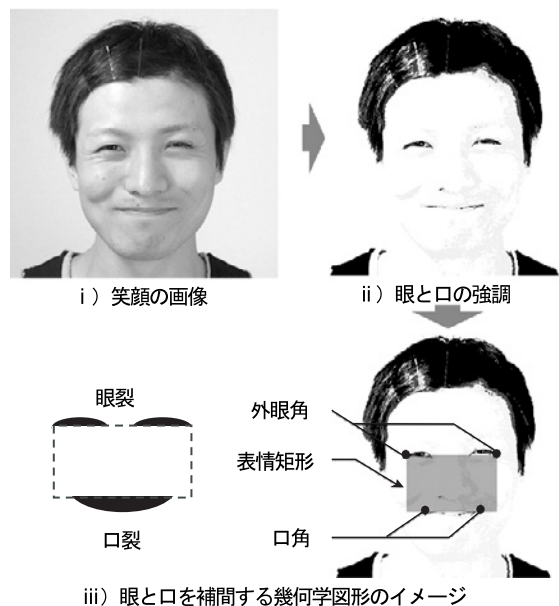 ⅰ）笑顔の画像
ⅱ）眼と口の強調
眼裂
口裂
外眼角
表情矩形
口角
ⅲ）眼と口を補間する幾何学図形のイメージ